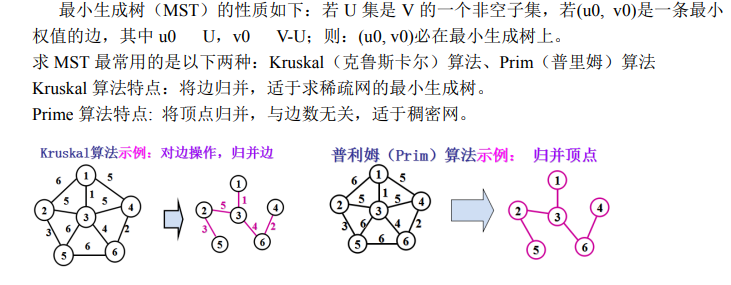 最小生成树（MST）的性质如下：若 U 集是 V 的一个非空子集，若(u0, v0)是一条最小
权值的边，其中 u0 U，v0 V-U；则：(u0, v0)必在最小生成树上。
求 MST 最常用的是以下两种：Kruskal（克鲁斯卡尔）算法、Prim（普里姆）算法
Kruskal 算法特点：将边归并，适于求稀疏网的最小生成树。
Prime 算法特点: 将顶点归并，与边数无关，适于稠密网。
Kruskal算法示例：对边操作，归并边
普利姆（Prim）算法示例： 归并顶点
6 1 5
2 5 1 5 4
3
3 6 4 2
5 6 6
1
2 5 1 4
3
3 4 2
5 6
6 1 5
2 5 1 5 4
3
3 6 4 2
5 6 6
1
2 3 4
5 6